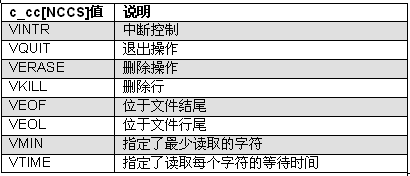 c_cc[NCCS]值 说明
VINTR 中断控制
VQUIT 退出操作
VERASE 删除操作
VKILL 删除行
VEOF 位于文件结尾
VEOL 位于文件行尾
VMIN 指定了最少读取的字符
VTIME 指定了读取每个字符的等待时间